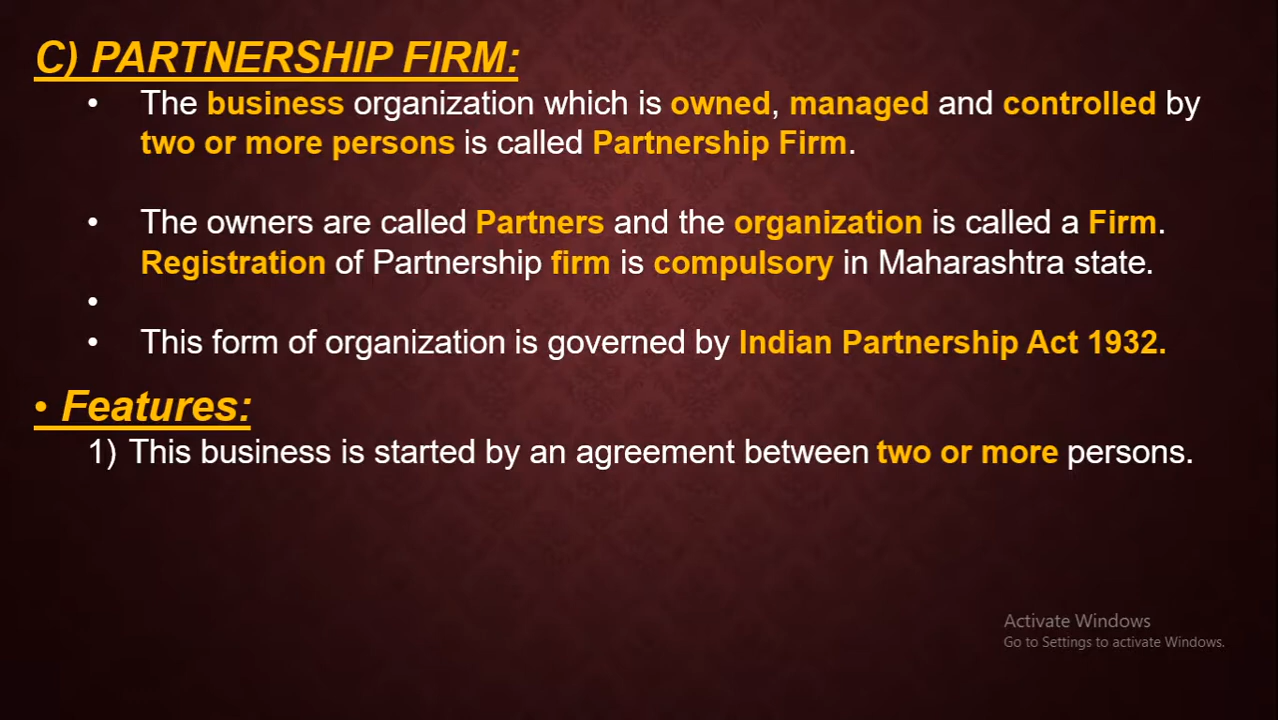 C) PARTNERSHIP FIRM:
• The business organization which is owned, managed and controlled by
two or more persons is called Partnership Firm.
• The owners are called Partners and the organization is called a Firm.
Registration of Partnership firm is compulsory in Maharashtra state.
•
• This form of organization is governed by Indian Partnership Act 1932.
• Features:
1) This business is started by an agreement between two or more persons.
Activate Windows
Go to Settings to activate Windows.